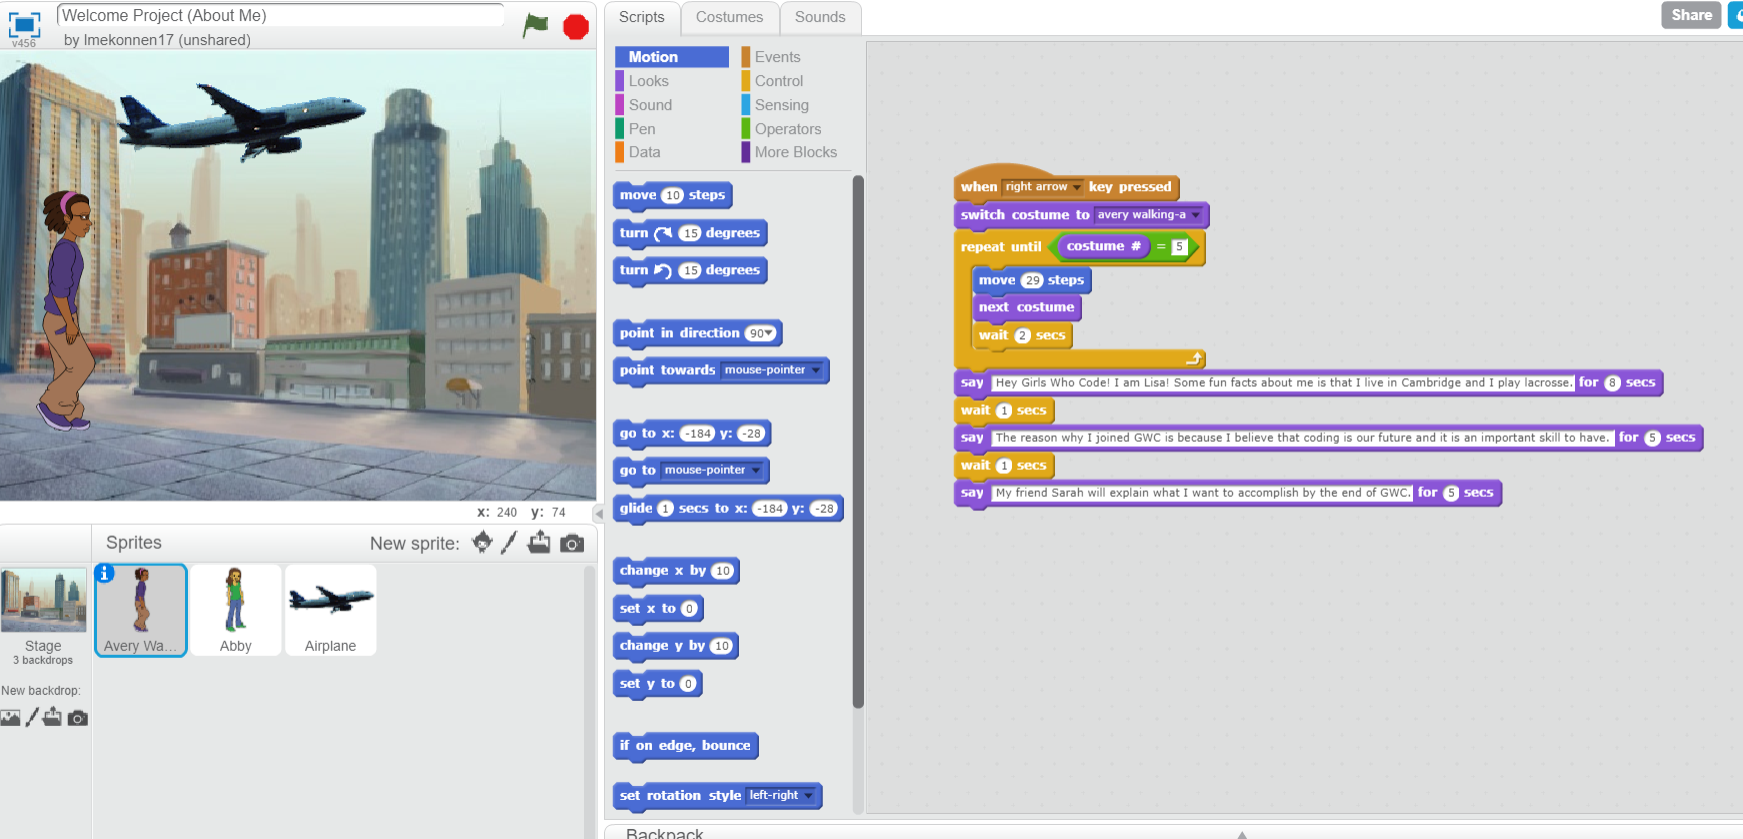 Welcome Project (About Me)
v456
by lmekonnen17 (unshared)
Scripts
Costumes
Sounds
Share
Motion
Events
Looks
Control
Sound
Sensing
Pen
Operators
Data
More Blocks
move 10 steps
turn 15 degrees
turn 15 degrees
point in direction 90
point towards mouse-pointer
go to x: -184 y: -28
go to mouse-pointer
glide 1 secs to x: -184 y: -28
change x by 10
set x to 0
change y by 10
set y to 0
if on edge, bounce
set rotation style left-right
when right arrow key pressed
switch costume to avery walking-a
repeat until costume # = 5
move 29 steps
next costume
wait 2 secs
say Hey Girls Who Code! I am Lisa! Some fun facts about me is that I live in Cambridge and I play lacrosse. for 8 secs
wait 1 secs
say The reason why I joined GWC is because I believe that coding is our future and it is an important skill to have. for 5 secs
wait 1 secs
say My friend Sarah will explain what I want to accomplish by the end of GWC. for 5 secs
x: 240 y: 74
Sprites
New sprite:
Stage
3 backdrops
New backdrop:
Avery Wa...
Abby
Airplane
Backpack